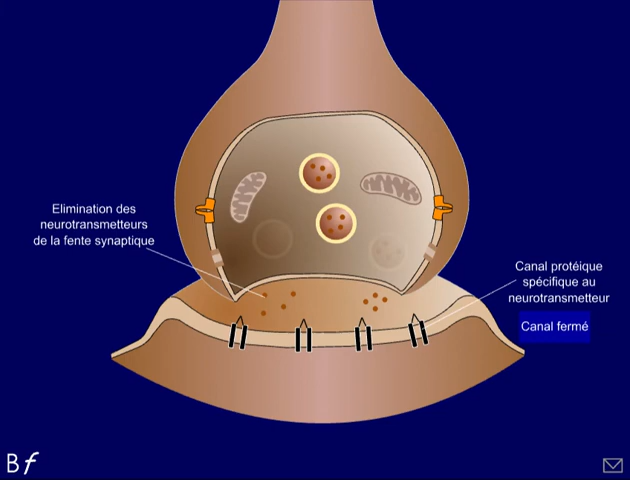 Elimination des
neurotransmetteurs
de la fente synaptique
Canal protéique
spécifique au
neurotransmetteur
Canal fermé
Bf